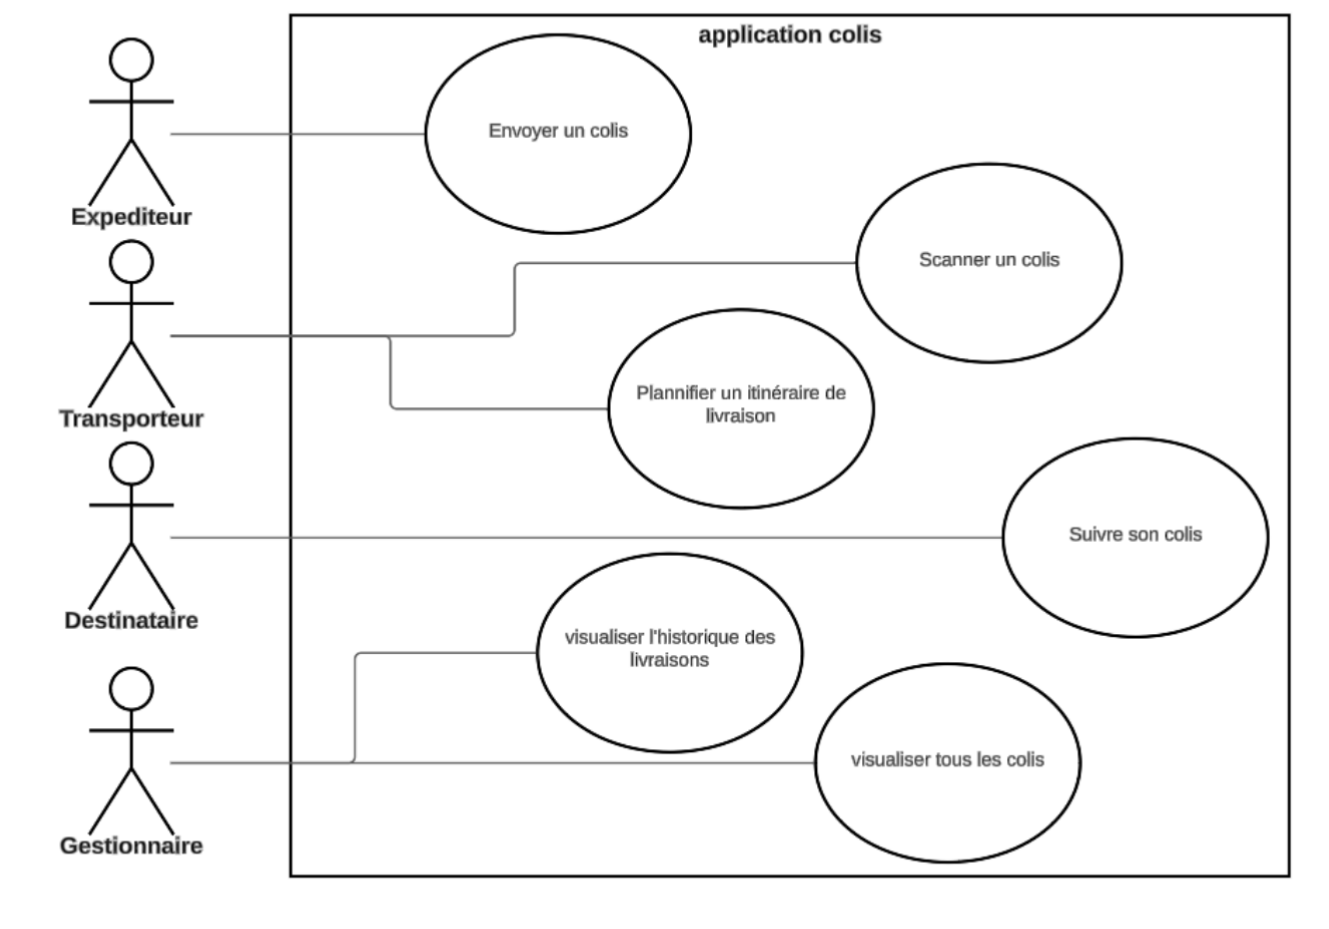 application colis
Envoyer un colis
Expediteur
Scanner un colis
Plannifier un itinéraire de
livraison
Transporteur
Suivre son colis
Destinataire
visualiser l'historique des
livraisons
visualiser tous les colis
Gestionnaire